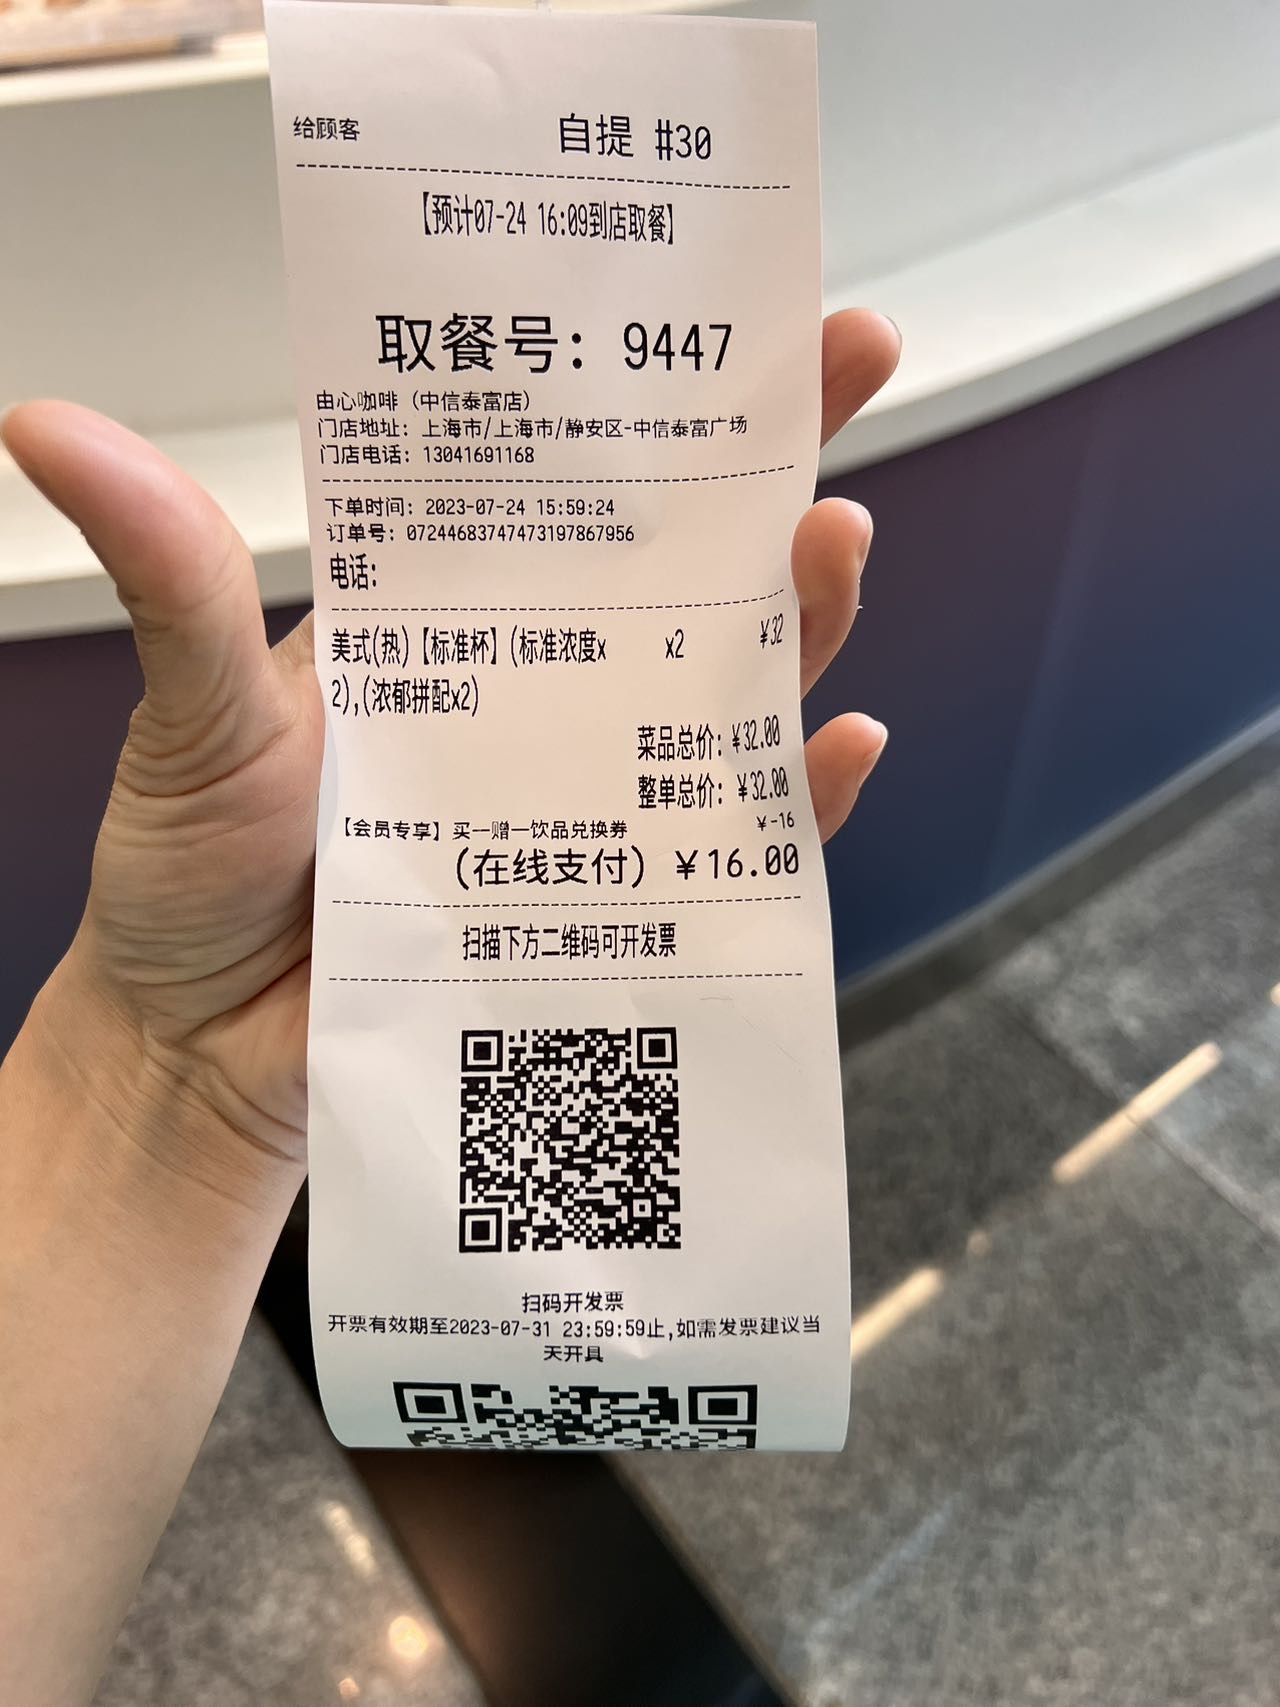 给顾客 自提 #30
【预计07-24 16:09到店取餐】
取餐号: 9447
由心咖啡 (中信泰富店)
门店地址: 上海市/上海市/静安区-中信泰富广场
门店电话: 13041691168
下单时间: 2023-07-24 15:59:24
订单号: 07244683747473197867956
电话:
美式(热)【标准杯】(标准浓度x x2 ¥32
2),(浓郁拼配x2)
菜品总价: ¥32.00
整单总价: ¥32.00
【会员专享】买一赠一饮品兑换券 ¥-16
(在线支付) ¥16.00
扫描下方二维码可开发票
扫码开发票
开票有效期至2023-07-31 23:59:59止,如需发票建议当
天开具